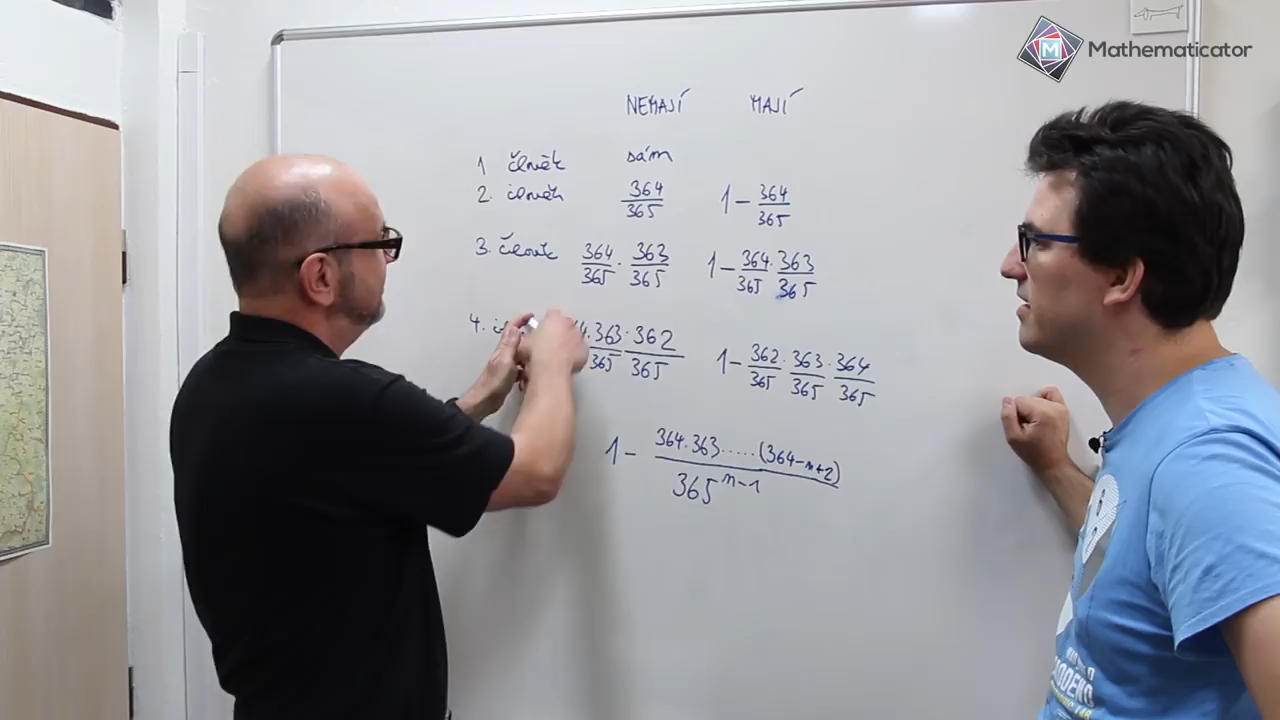 Mathematicator
NEMAJÍ MAJÍ
1 člověk sám
2. člověk 364/365 1 - 364/365
3. člověk 364/365 · 363/365 1 - 364/365 · 363/365
4. 363/365 · 362/365 1 - 362/365 · 363/365 · 364/365
1 - 364·363.....(364-n+2)/365^(n-1)